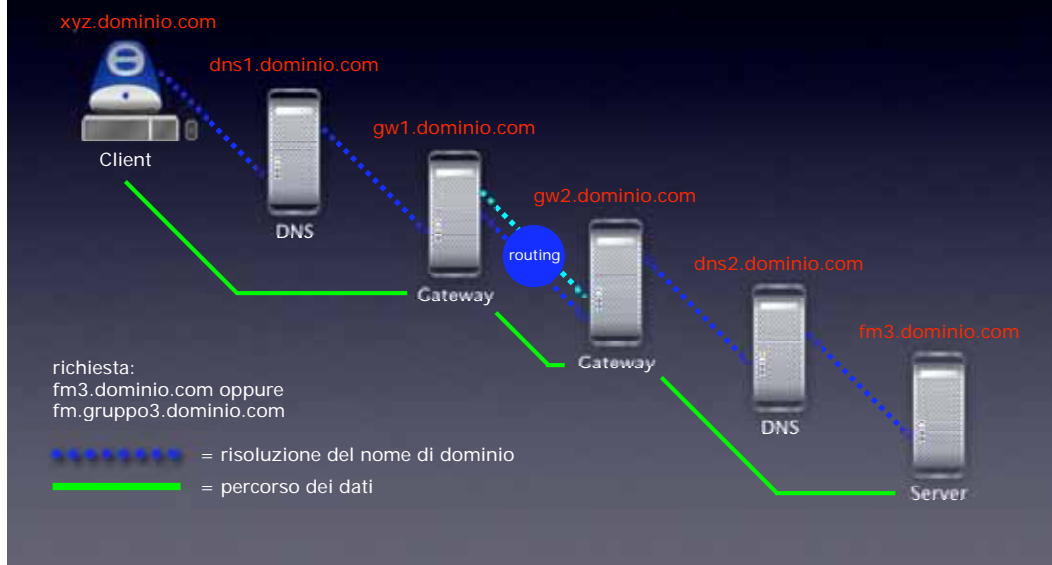 xyz.dominio.com
dns1.dominio.com
gw1.dominio.com
Client
gw2.dominio.com
DNS
routing
dns2.dominio.com
Gateway
fm3.dominio.com
Gateway
richiesta:
fm3.dominio.com oppure
fm.gruppo3.dominio.com
DNS
= risoluzione del nome di dominio
= percorso dei dati
Server